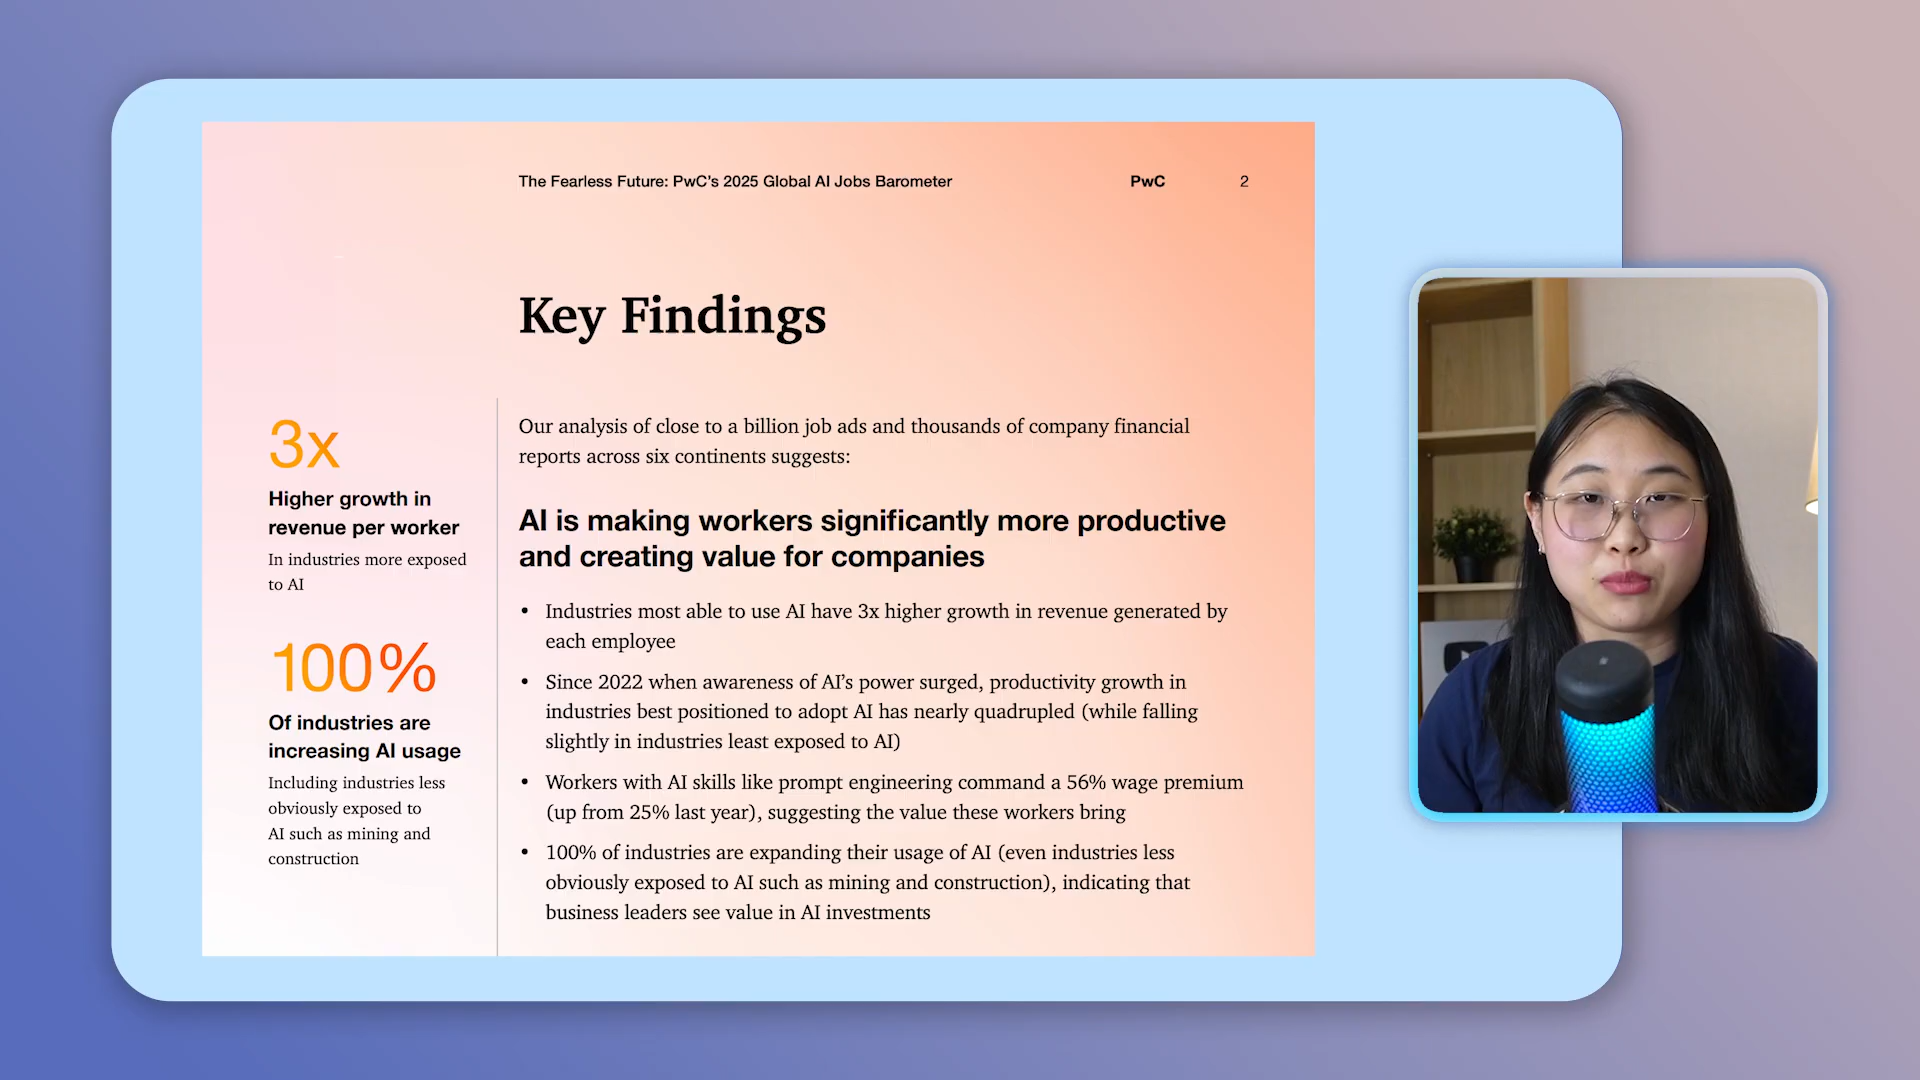 The Fearless Future: PwC’s 2025 Global AI Jobs Barometer
PwC
2
Key Findings
3x
Higher growth in
revenue per worker
In industries more exposed
to AI
100%
Of industries are
increasing AI usage
Including industries less
obviously exposed to
AI such as mining and
construction
Our analysis of close to a billion job ads and thousands of company financial
reports across six continents suggests:
AI is making workers significantly more productive
and creating value for companies
• Industries most able to use AI have 3x higher growth in revenue generated by
each employee
• Since 2022 when awareness of AI’s power surged, productivity growth in
industries best positioned to adopt AI has nearly quadrupled (while falling
slightly in industries least exposed to AI)
• Workers with AI skills like prompt engineering command a 56% wage premium
(up from 25% last year), suggesting the value these workers bring
• 100% of industries are expanding their usage of AI (even industries less
obviously exposed to AI such as mining and construction), indicating that
business leaders see value in AI investments